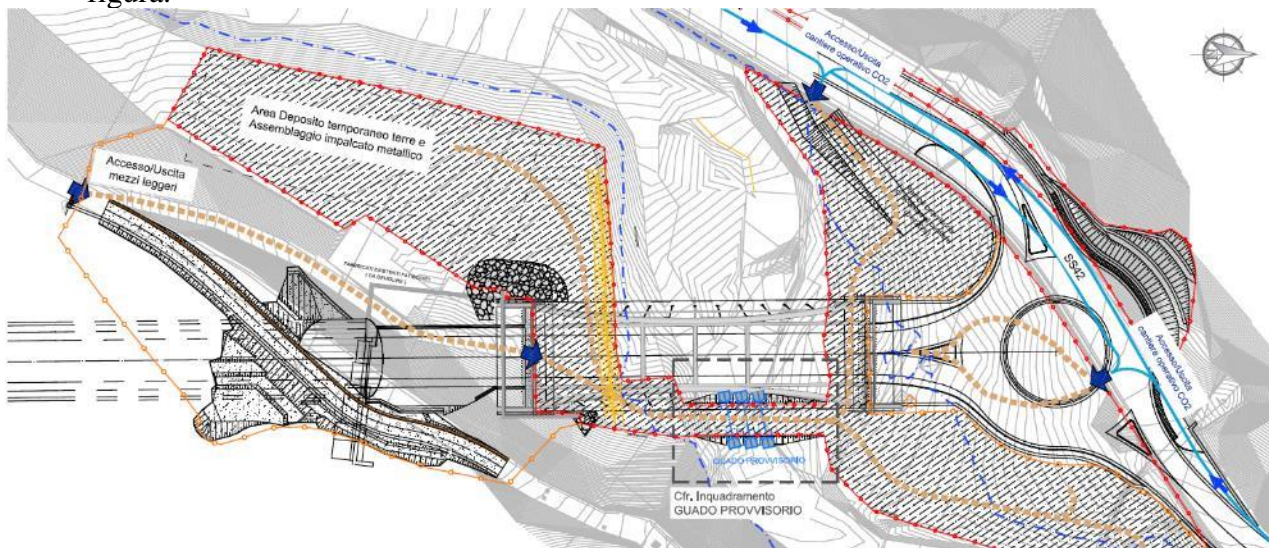 figura.
Accesso/Uscita
cantiere operativo CO2
Area Deposito temporaneo terre e
Assemblaggio impalcato metallico
Accesso/Uscita
mezzi leggeri
SS42
Accesso/Uscita
cantiere operativo CO2
GUADO PROVVISORIO
Cfr. Inquadramento
GUADO PROVVISORIO